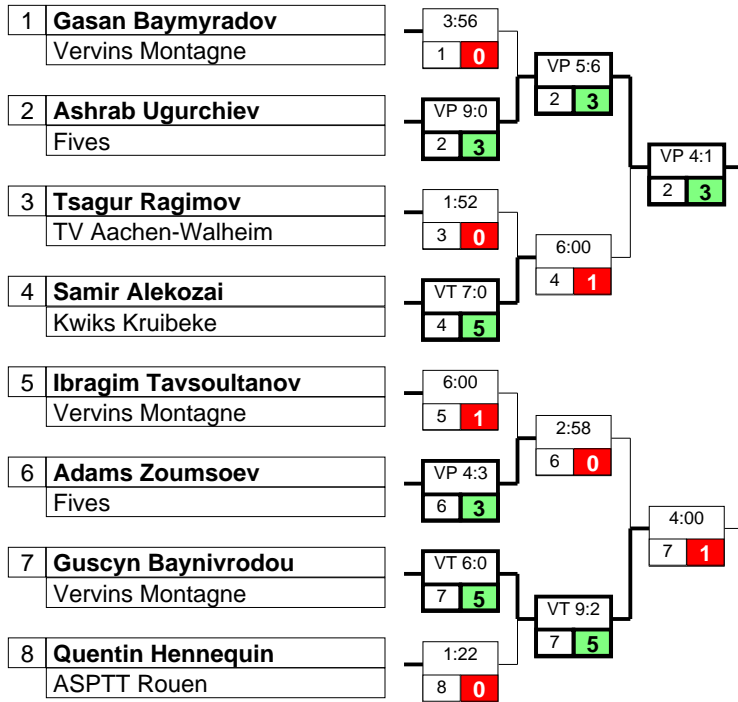 1 Gasan Baymyradov
Vervins Montagne
3:56
1 0
VP 5:6
2 3
2 Ashrab Ugurchiev
Fives
VP 9:0
2 3
VP 4:1
2 3
3 Tsagur Ragimov
TV Aachen-Walheim
1:52
3 0
6:00
4 1
4 Samir Alekozai
Kwiks Kruibeke
VT 7:0
4 5
5 Ibragim Tavsoultanov
Vervins Montagne
6:00
5 1
2:58
6 0
6 Adams Zoumsoev
Fives
VP 4:3
6 3
4:00
7 1
7 Guscyn Baynivrodou
Vervins Montagne
VT 6:0
7 5
VT 9:2
7 5
8 Quentin Hennequin
ASPTT Rouen
1:22
8 0